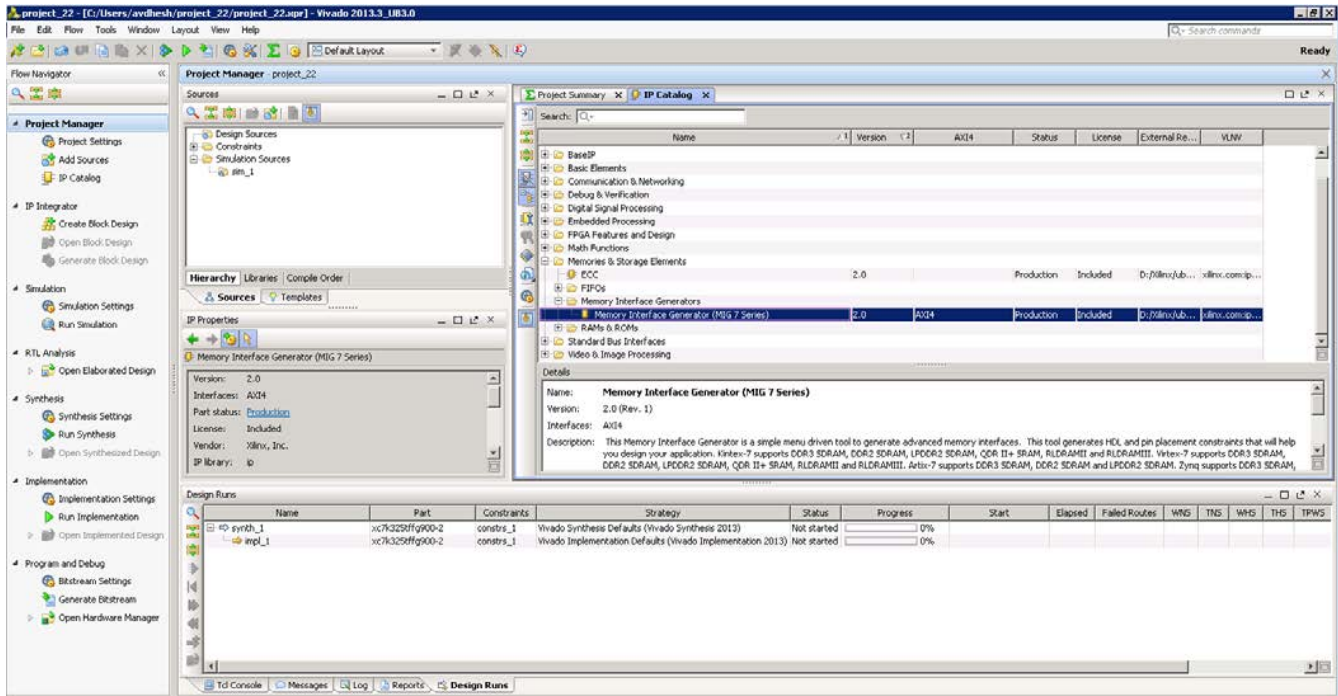 project_22 - [C:/Users/avdhesh/project_22/project_22.xpr] - Vivado 2013.3_UB3.0
File Edit Flow Tools Window Layout View Help
Search commands
Default Layout
Ready
Flow Navigator
Project Manager
Project Settings
Add Sources
IP Catalog
IP Integrator
Create Block Design
Open Block Design
Generate Block Design
Simulation
Simulation Settings
Run Simulation
RTL Analysis
Open Elaborated Design
Synthesis
Synthesis Settings
Run Synthesis
Open Synthesized Design
Implementation
Implementation Settings
Run Implementation
Open Implemented Design
Program and Debug
Bitstream Settings
Generate Bitstream
Open Hardware Manager
Project Manager - project_22
Sources
Design Sources
Constraints
Simulation Sources
sim_1
Hierarchy Libraries Compile Order
Sources Templates
IP Properties
Memory Interface Generator (MIG 7 Series)
Version: 2.0
Interfaces: AXI4
Part status: Production
License: Included
Vendor: Xilinx, Inc.
IP library: ip
Project Summary IP Catalog
Search:
Name 1 Version 2 AXI4 Status License External Re... VLNV
BaseIP
Basic Elements
Communication & Networking
Debug & Verification
Digital Signal Processing
Embedded Processing
FPGA Features and Design
Math Functions
Memories & Storage Elements
ECC 2.0 Production Included D:/Xilinx/ub... xilinx.com:ip...
FIFOs
Memory Interface Generators
Memory Interface Generator (MIG 7 Series) 2.0 AXI4 Production Included D:/Xilinx/ub... xilinx.com:ip...
RAMs & ROMs
Standard Bus Interfaces
Video & Image Processing
Details
Name: Memory Interface Generator (MIG 7 Series)
Version: 2.0 (Rev. 1)
Interfaces: AXI4
Description: This Memory Interface Generator is a simple menu driven tool to generate advanced memory interfaces. This tool generates HDL and pin placement constraints that will help
you design your application. Kintex-7 supports DDR3 SDRAM, DDR2 SDRAM, LPDDR2 SDRAM, QDR II+ SRAM, RLDRAMII and RLDRAMIII. Virtex-7 supports DDR3 SDRAM,
DDR2 SDRAM, LPDDR2 SDRAM, QDR II+ SRAM, RLDRAMII and RLDRAMIII. Artix-7 supports DDR3 SDRAM, DDR2 SDRAM and LPDDR2 SDRAM. Zynq supports DDR3 SDRAM,
Design Runs
Name Part Constraints Strategy Status Progress Start Elapsed Failed Routes WNS TNS WHS THS TPWS
synth_1 xc7k325tffg900-2 constrs_1 Vivado Synthesis Defaults (Vivado Synthesis 2013) Not started 0%
impl_1 xc7k325tffg900-2 constrs_1 Vivado Implementation Defaults (Vivado Implementation 2013) Not started 0%
Tcl Console Messages Log Reports Design Runs